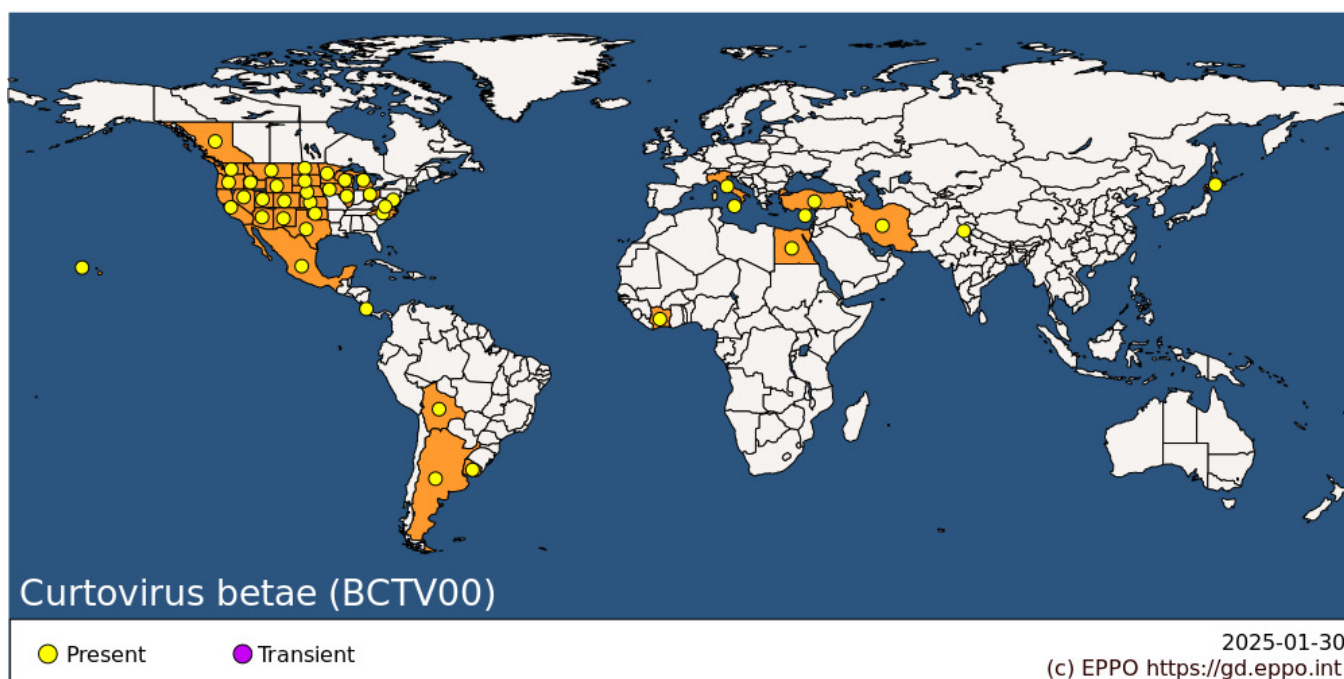 Curtovirus betae (BCTV00)
Present
Transient
2025-01-30
(c) EPPO https://gd.eppo.int